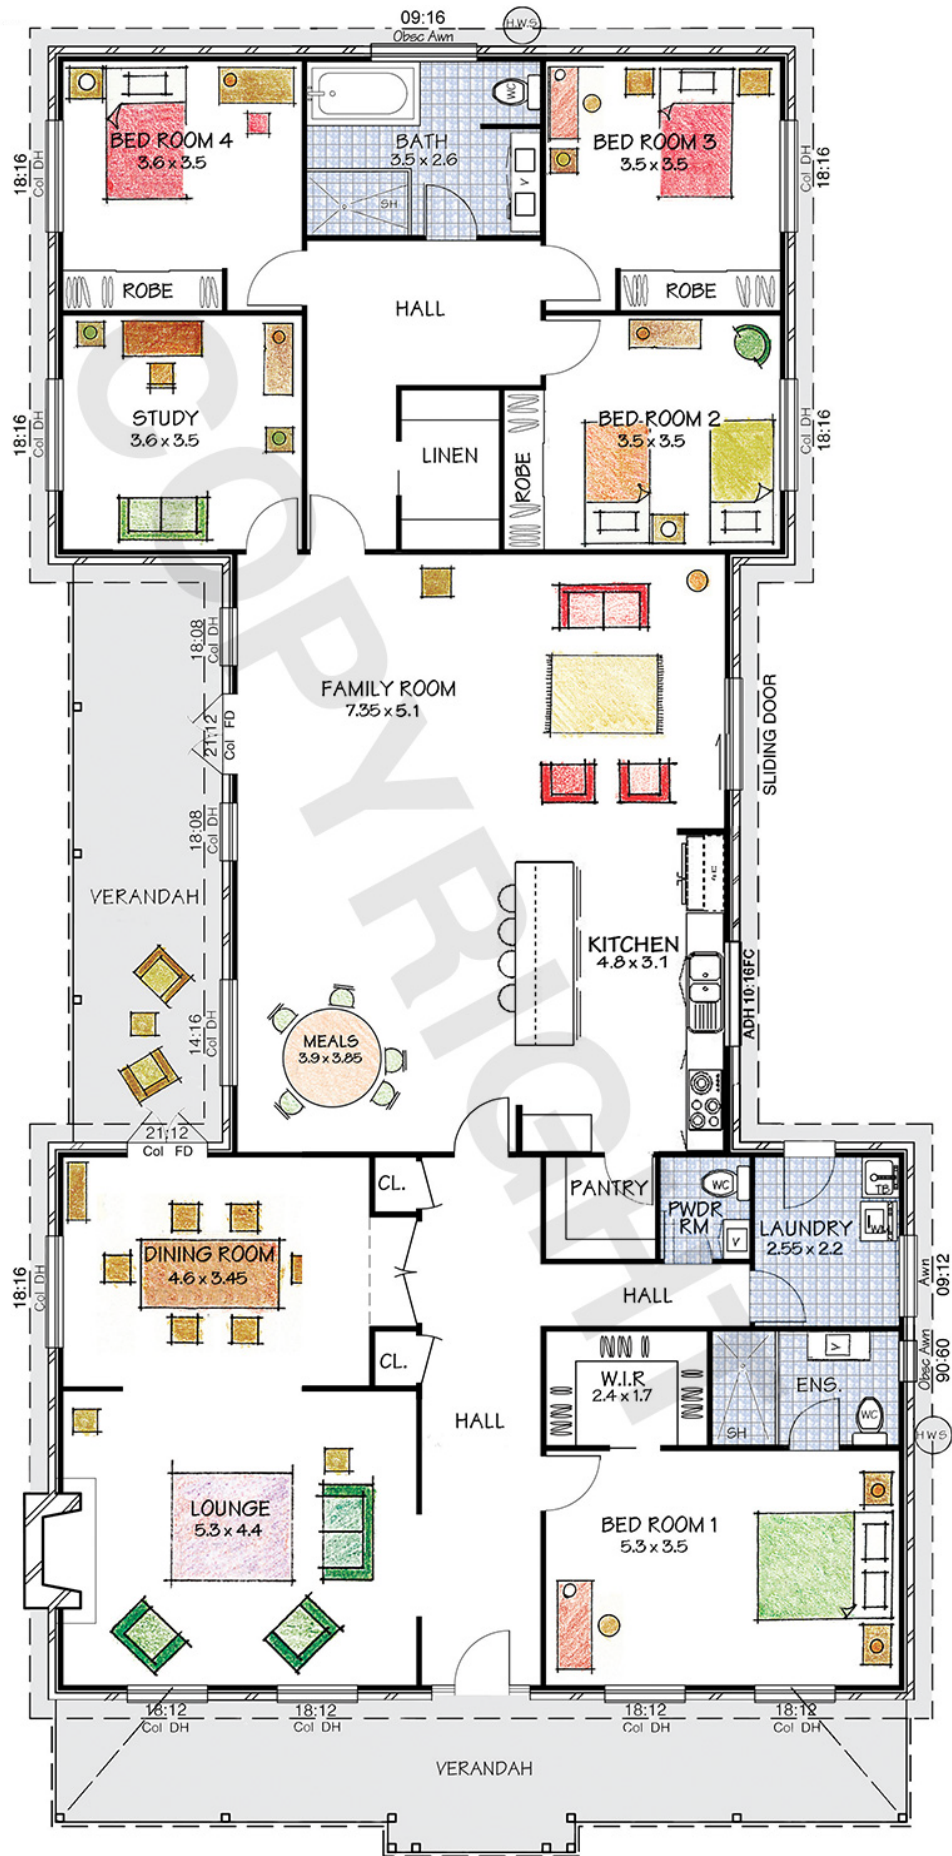 09:16
Obsc Awn
H.W.S
BED ROOM 4
3.6 x 3.5
BATH
3.5 x 2.6
WC
V
SH
BED ROOM 3
3.5 x 3.5
18:16
Col DH
18:16
Col DH
ROBE
HALL
ROBE
STUDY
3.6 x 3.5
LINEN
ROBE
BED ROOM 2
3.5 x 3.5
18:16
Col DH
18:16
Col DH
FAMILY ROOM
7.35 x 5.1
18:08
Col DH
21:12
Col FD
18:08
Col DH
SLIDING DOOR
VERANDAH
KITCHEN
4.8 x 3.1
ADH 10:16FC
14:16
Col DH
MEALS
3.9 x 3.85
21:12
Col FD
CL.
PANTRY
PWDR
RM
WC
V
LAUNDRY
2.55 x 2.2
TB
WM
DINING ROOM
4.6 x 3.45
18:16
Col DH
HALL
Awn
09:12
CL.
W.I.R
2.4 x 1.7
V
ENS.
SH
WC
Obsc Awn
90:60
HWS
HALL
LOUNGE
5.3 x 4.4
BED ROOM 1
5.3 x 3.5
18:12
Col DH
18:12
Col DH
18:12
Col DH
18:12
Col DH
VERANDAH
COPYRIGHT